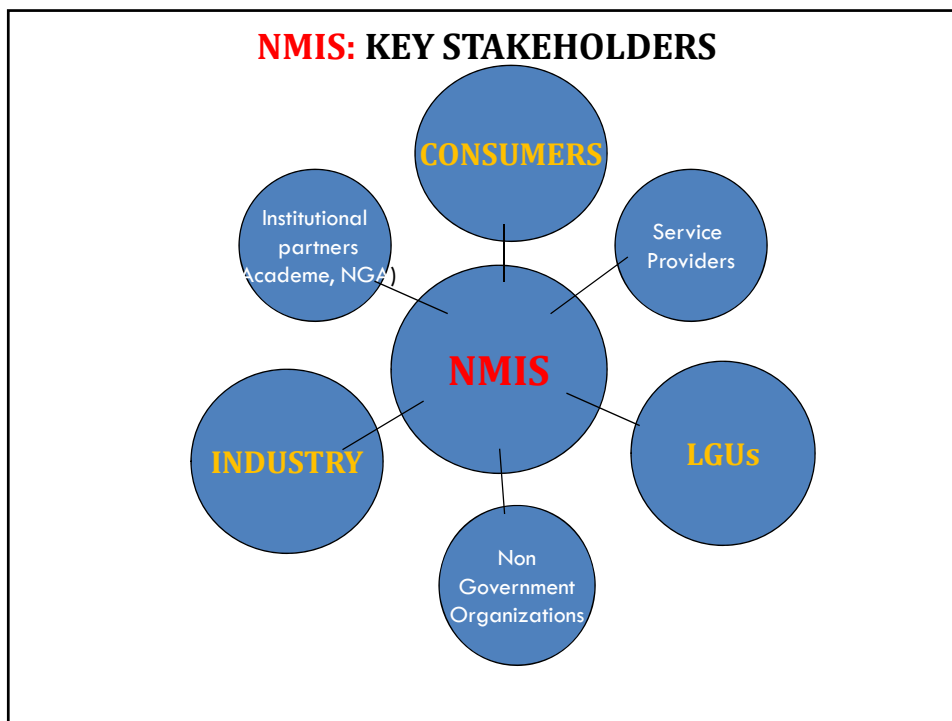 NMIS: KEY STAKEHOLDERS
CONSUMERS
Institutional
partners
(Academe, NGA)
Service
Providers
NMIS
INDUSTRY
LGUs
Non
Government
Organizations